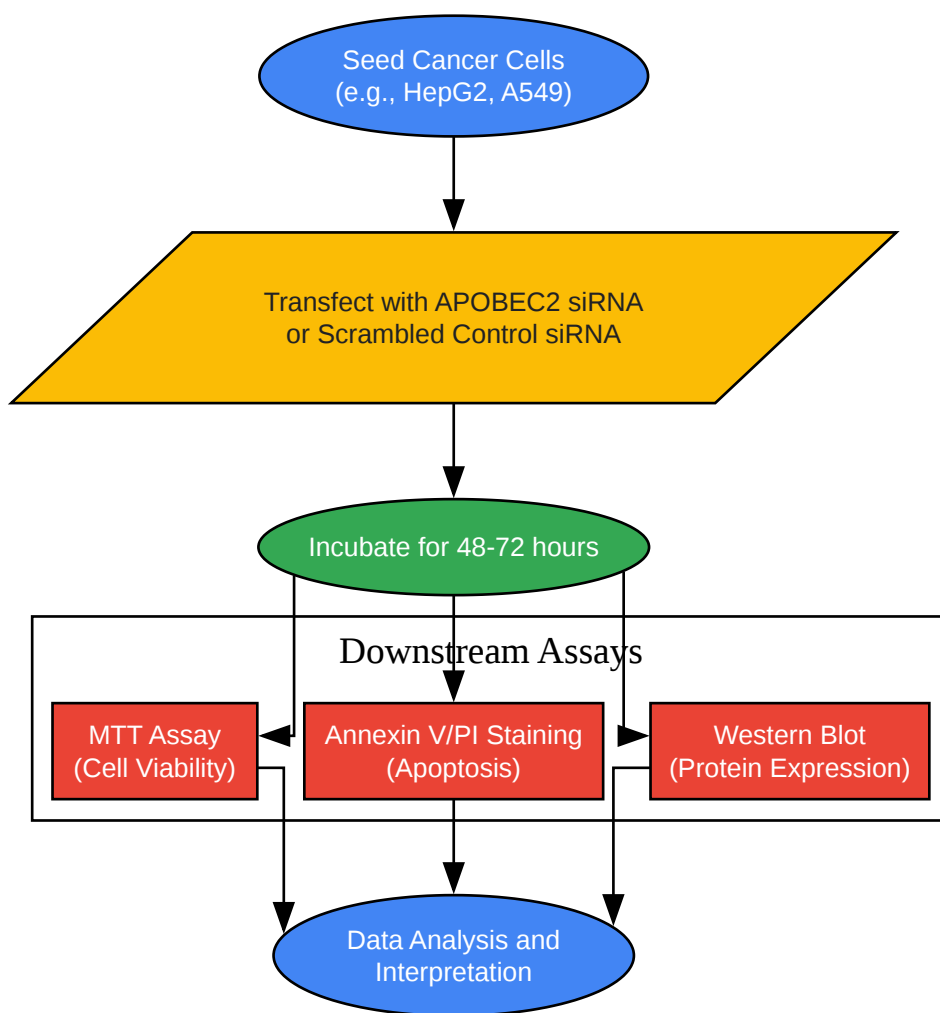 Seed Cancer Cells
(e.g., HepG2, A549)
Transfect with APOBEC2 siRNA
or Scrambled Control siRNA
Incubate for 48-72 hours
Downstream Assays
MTT Assay
(Cell Viability)
Annexin V/PI Staining
(Apoptosis)
Western Blot
(Protein Expression)
Data Analysis and
Interpretation